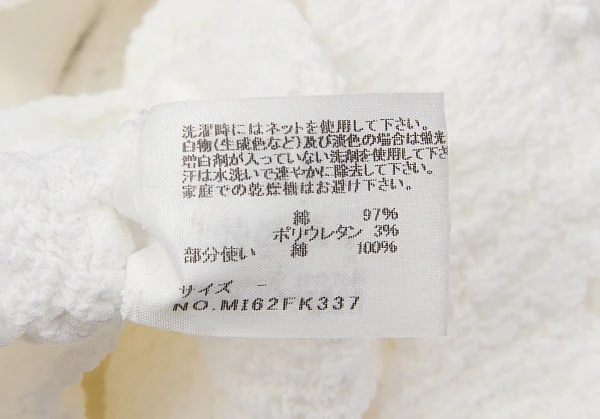 洗濯時にはネットを使用して下さい。
白物(生成色など)及び淡色の場合は蛍光
増白剤が入っていない洗剤を使用して下さ
汗は水洗いで速やかに除去して下さい。
家庭での乾燥機はお避け下さい。
綿 97%
ポリウレタン 3%
部分使い 綿 100%
サイズ -
NO.MI62FK337